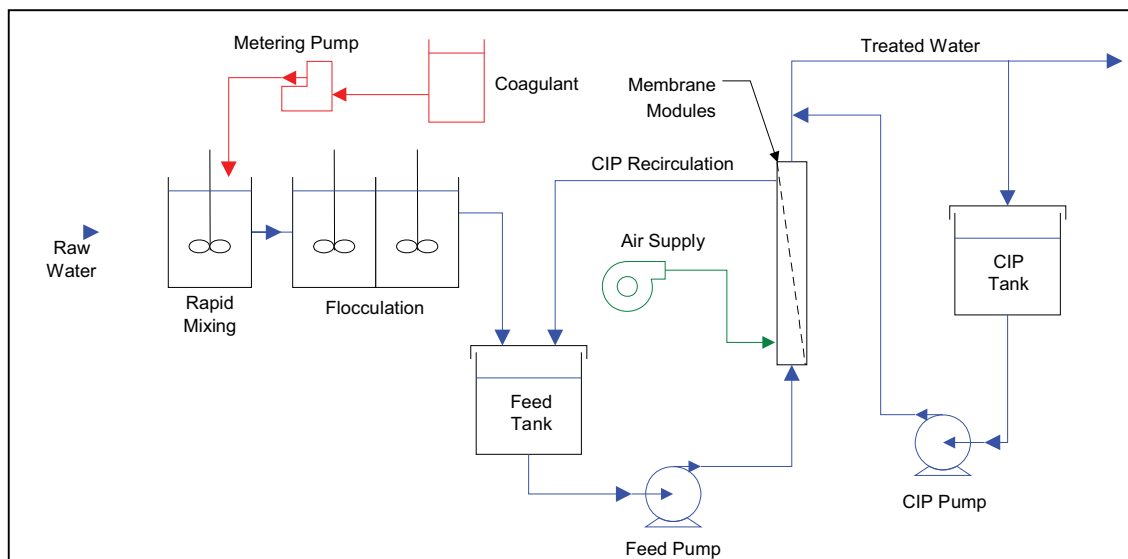 Metering Pump
Coagulant
Treated Water
Membrane
Modules
CIP Recirculation
Raw
Water
Rapid
Mixing
Flocculation
Air Supply
CIP
Tank
Feed
Tank
CIP Pump
Feed Pump